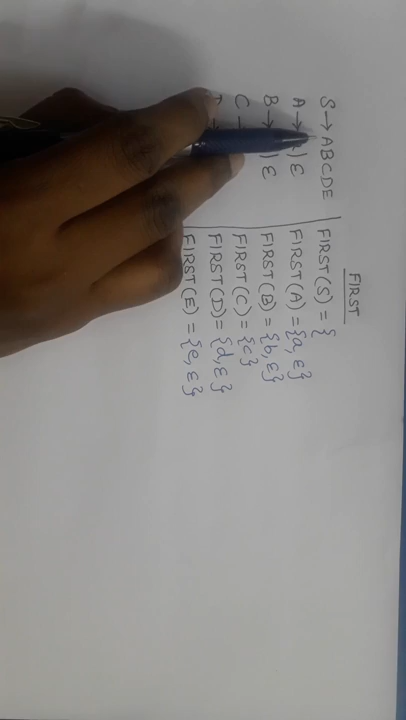 FIRST
S → ABCDE FIRST(S) = {
A → | ε FIRST(A) = {a, ε}
B → | ε FIRST(B) = {b, ε}
C → FIRST(C) = {c}
FIRST(D) = {d, ε}
FIRST(E) = {e, ε}